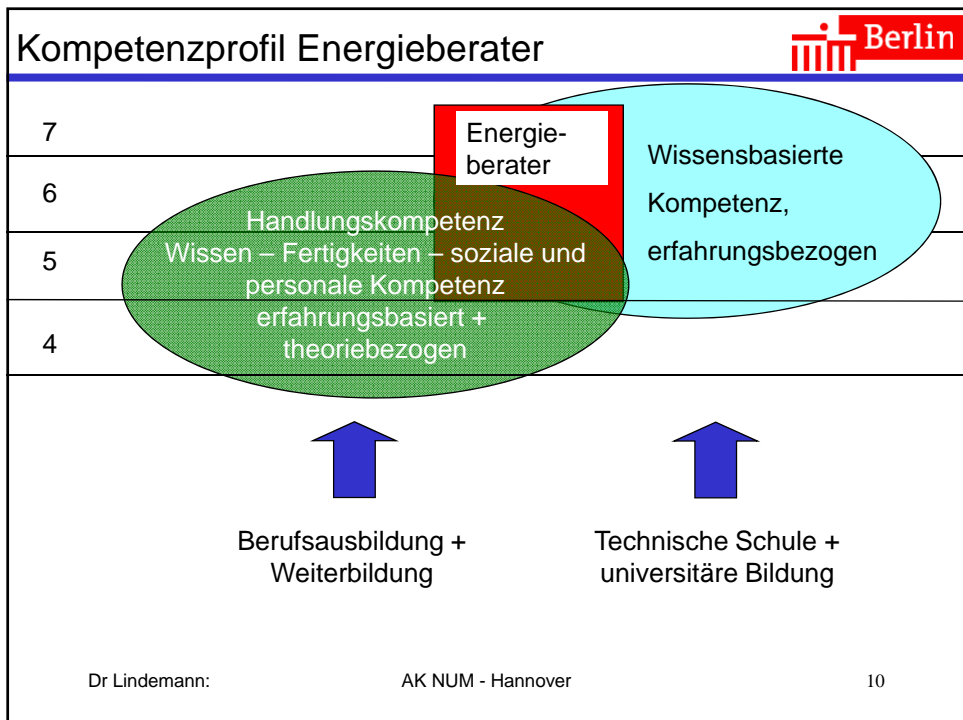 Kompetenzprofil Energieberater
Berlin
7
6
5
4
Energie-
berater
Wissensbasierte
Kompetenz,
erfahrungsbezogen
Handlungskompetenz
Wissen – Fertigkeiten – soziale und
personale Kompetenz
erfahrungsbasiert +
theoriebezogen
Berufsausbildung +
Weiterbildung
Technische Schule +
universitäre Bildung
Dr Lindemann: AK NUM - Hannover 10